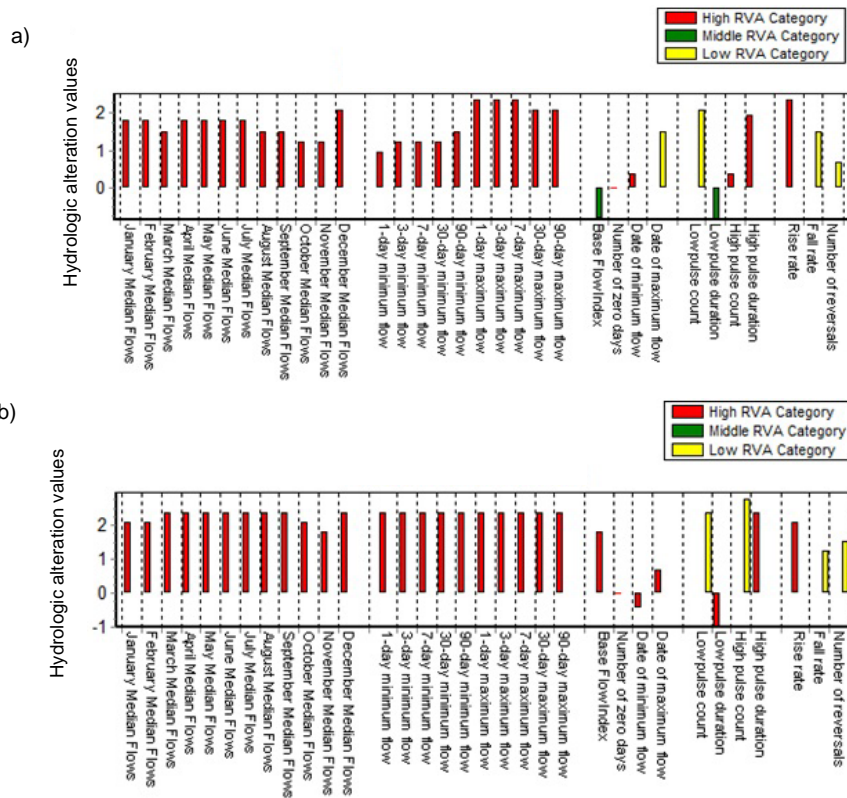 a)
High RVA Category
Middle RVA Category
Low RVA Category
Hydrologic alteration values
2
1
0
January Median Flows
February Median Flows
March Median Flows
April Median Flows
May Median Flows
June Median Flows
July Median Flows
August Median Flows
September Median Flows
October Median Flows
November Median Flows
December Median Flows
1-day minimum flow
3-day minimum flow
7-day minimum flow
30-day minimum flow
90-day minimum flow
1-day maximum flow
3-day maximum flow
7-day maximum flow
30-day maximum flow
90-day maximum flow
Base FlowIndex
Number of zero days
Date of minimum flow
Date of maximum flow
Low pulse count
Low pulse duration
High pulse count
High pulse duration
Rise rate
Fall rate
Number of reversals
b)
High RVA Category
Middle RVA Category
Low RVA Category
Hydrologic alteration values
2
1
0
-1
January Median Flows
February Median Flows
March Median Flows
April Median Flows
May Median Flows
June Median Flows
July Median Flows
August Median Flows
September Median Flows
October Median Flows
November Median Flows
December Median Flows
1-day minimum flow
3-day minimum flow
7-day minimum flow
30-day minimum flow
90-day minimum flow
1-day maximum flow
3-day maximum flow
7-day maximum flow
30-day maximum flow
90-day maximum flow
Base FlowIndex
Number of zero days
Date of minimum flow
Date of maximum flow
Low pulse count
Low pulse duration
High pulse count
High pulse duration
Rise rate
Fall rate
Number of reversals